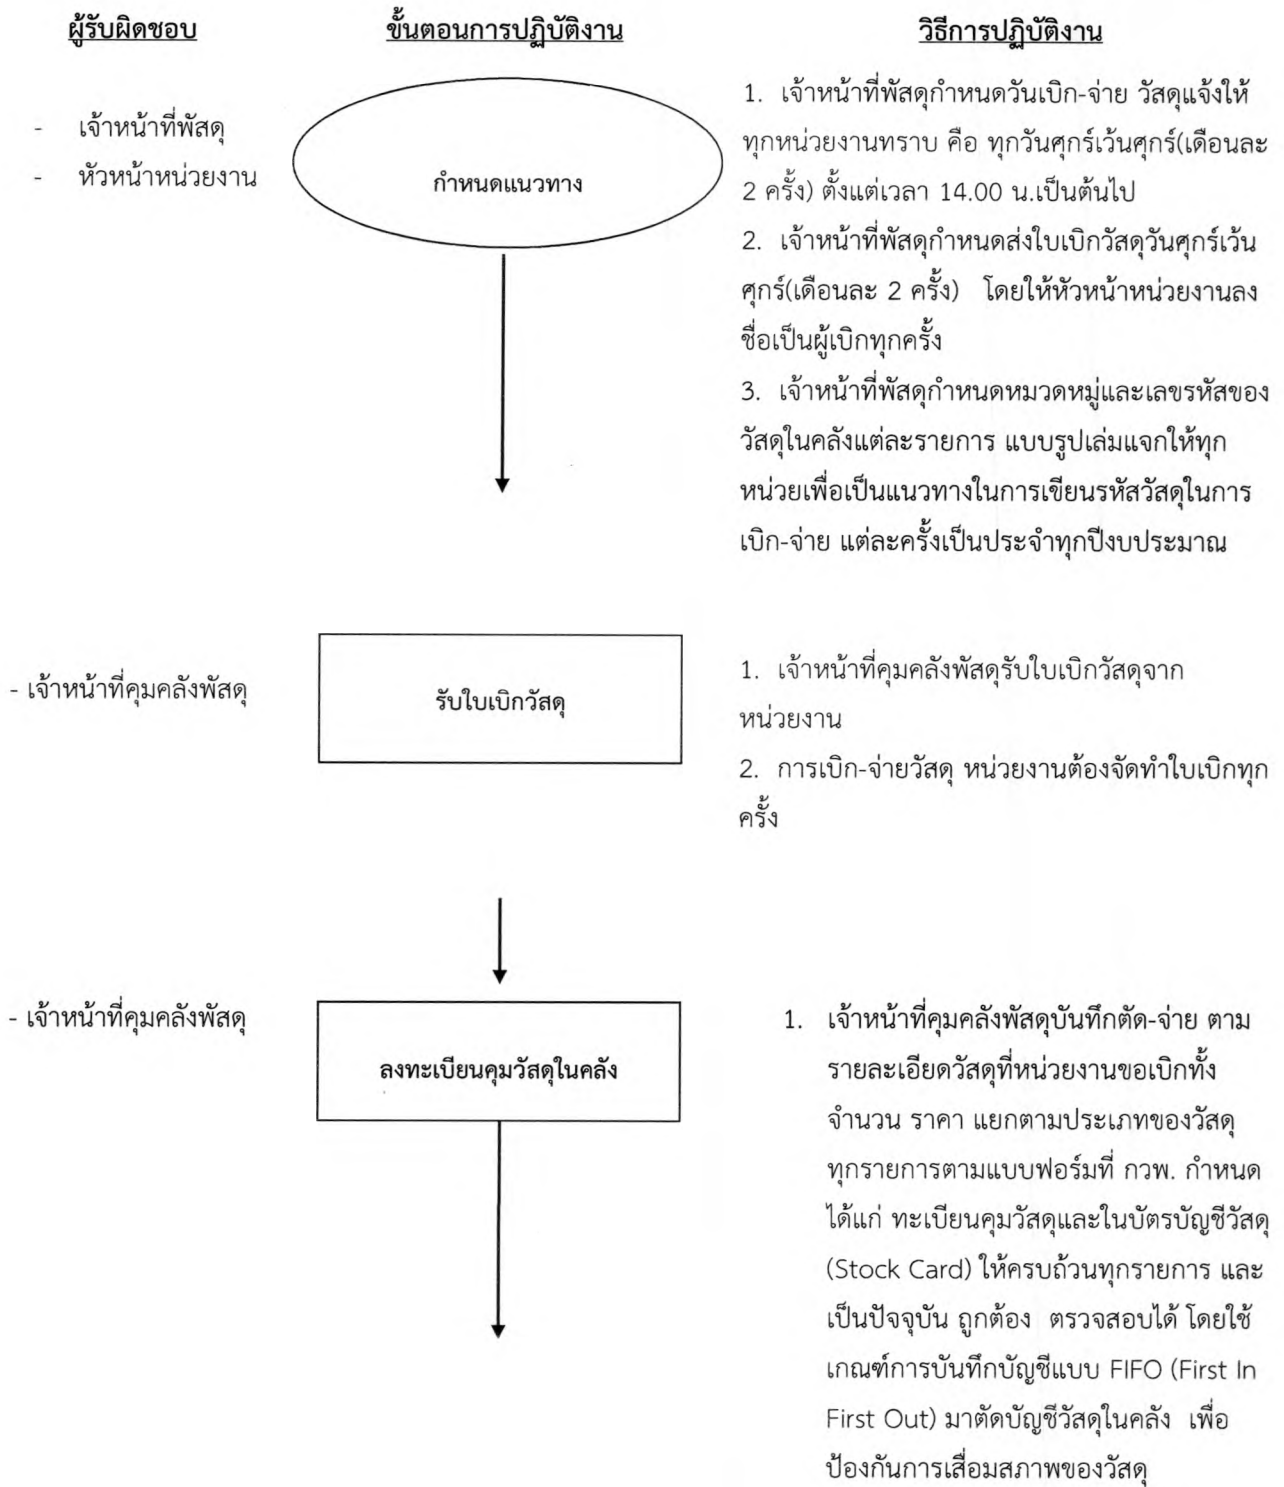 ผู้รับผิดชอบ
ขั้นตอนการปฏิบัติงาน
วิธีการปฏิบัติงาน
- เจ้าหน้าที่พัสดุ
- หัวหน้าหน่วยงาน
กำหนดแนวทาง
1. เจ้าหน้าที่พัสดุกำหนดวันเบิก-จ่าย วัสดุแจ้งให้
ทุกหน่วยงานทราบ คือ ทุกวันศุกร์เว้นศุกร์(เดือนละ
2 ครั้ง) ตั้งแต่เวลา 14.00 น.เป็นต้นไป
2. เจ้าหน้าที่พัสดุกำหนดส่งใบเบิกวัสดุวันศุกร์เว้น
ศุกร์(เดือนละ 2 ครั้ง) โดยให้หัวหน้าหน่วยงานลง
ชื่อเป็นผู้เบิกทุกครั้ง
3. เจ้าหน้าที่พัสดุกำหนดหมวดหมู่และเลขรหัสของ
วัสดุในคลังแต่ละรายการ แบบรูปเล่มแจกให้ทุก
หน่วยเพื่อเป็นแนวทางในการเขียนรหัสวัสดุในการ
เบิก-จ่าย แต่ละครั้งเป็นประจำทุกปีงบประมาณ
- เจ้าหน้าที่คุมคลังพัสดุ
รับใบเบิกวัสดุ
1. เจ้าหน้าที่คุมคลังพัสดุรับใบเบิกวัสดุจาก
หน่วยงาน
2. การเบิก-จ่ายวัสดุ หน่วยงานต้องจัดทำใบเบิกทุก
ครั้ง
- เจ้าหน้าที่คุมคลังพัสดุ
ลงทะเบียนคุมวัสดุในคลัง
1. เจ้าหน้าที่คุมคลังพัสดุบันทึกตัด-จ่าย ตาม
รายละเอียดวัสดุที่หน่วยงานขอเบิกทั้ง
จำนวน ราคา แยกตามประเภทของวัสดุ
ทุกรายการตามแบบฟอร์มที่ กวพ. กำหนด
ได้แก่ ทะเบียนคุมวัสดุและในบัตรบัญชีวัสดุ
(Stock Card) ให้ครบถ้วนทุกรายการ และ
เป็นปัจจุบัน ถูกต้อง ตรวจสอบได้ โดยใช้
เกณฑ์การบันทึกบัญชีแบบ FIFO (First In
First Out) มาตัดบัญชีวัสดุในคลัง เพื่อ
ป้องกันการเสื่อมสภาพของวัสดุ